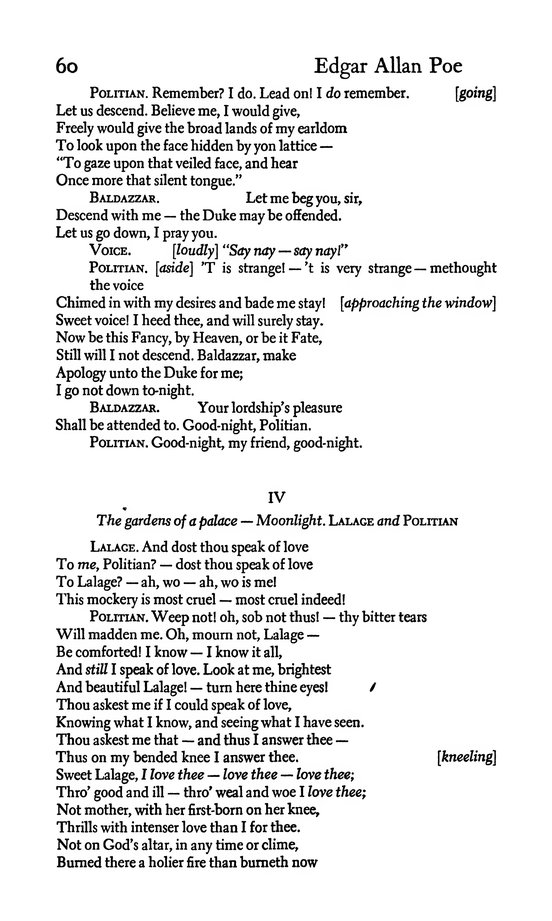 60 Edgar Allan Poe
POLITIAN. Remember? I do. Lead on! I do remember. [going]
Let us descend. Believe me, I would give,
Freely would give the broad lands of my earldom
To look upon the face hidden by yon lattice —
“To gaze upon that veiled face, and hear
Once more that silent tongue.”
BALDAZZAR. Let me beg you, sir,
Descend with me — the Duke may be offended.
Let us go down, I pray you.
VOICE. [loudly] “Say nay — say nay!”
POLITIAN. [aside] 'T is strange! — 't is very strange — methought
the voice
Chimed in with my desires and bade me stay! [approaching the window]
Sweet voice! I heed thee, and will surely stay.
Now be this Fancy, by Heaven, or be it Fate,
Still will I not descend. Baldazzar, make
Apology unto the Duke for me;
I go not down to-night.
BALDAZZAR. Your lordship's pleasure
Shall be attended to. Good-night, Politian.
POLITIAN. Good-night, my friend, good-night.
IV
The gardens of a palace — Moonlight. LALAGE and POLITIAN
LALAGE. And dost thou speak of love
To me, Politian? — dost thou speak of love
To Lalage? — ah, wo — ah, wo is me!
This mockery is most cruel — most cruel indeed!
POLITIAN. Weep not! oh, sob not thus! — thy bitter tears
Will madden me. Oh, mourn not, Lalage —
Be comforted! I know — I know it all,
And still I speak of love. Look at me, brightest
And beautiful Lalage! — turn here thine eyes!
Thou askest me if I could speak of love,
Knowing what I know, and seeing what I have seen.
Thou askest me that — and thus I answer thee —
Thus on my bended knee I answer thee. [kneeling]
Sweet Lalage, I love thee — love thee — love thee;
Thro' good and ill — thro' weal and woe I love thee;
Not mother, with her first-born on her knee,
Thrills with intenser love than I for thee.
Not on God's altar, in any time or clime,
Burned there a holier fire than burneth now